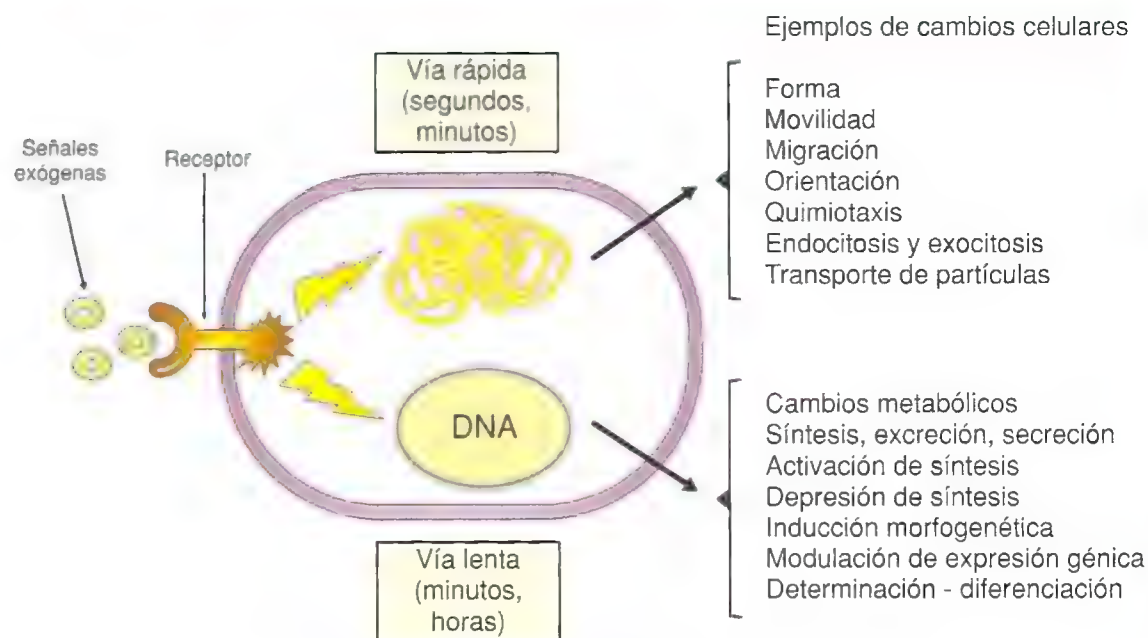 Ejemplos de cambios celulares
Vía rápida
(segundos,
minutos)
Forma
Movilidad
Migración
Orientación
Quimiotaxis
Endocitosis y exocitosis
Transporte de partículas
Señales
exógenas
Receptor
DNA
Cambios metabólicos
Síntesis, excreción, secreción
Activación de síntesis
Depresión de síntesis
Inducción morfogenética
Modulación de expresión génica
Determinación - diferenciación
Vía lenta
(minutos,
horas)